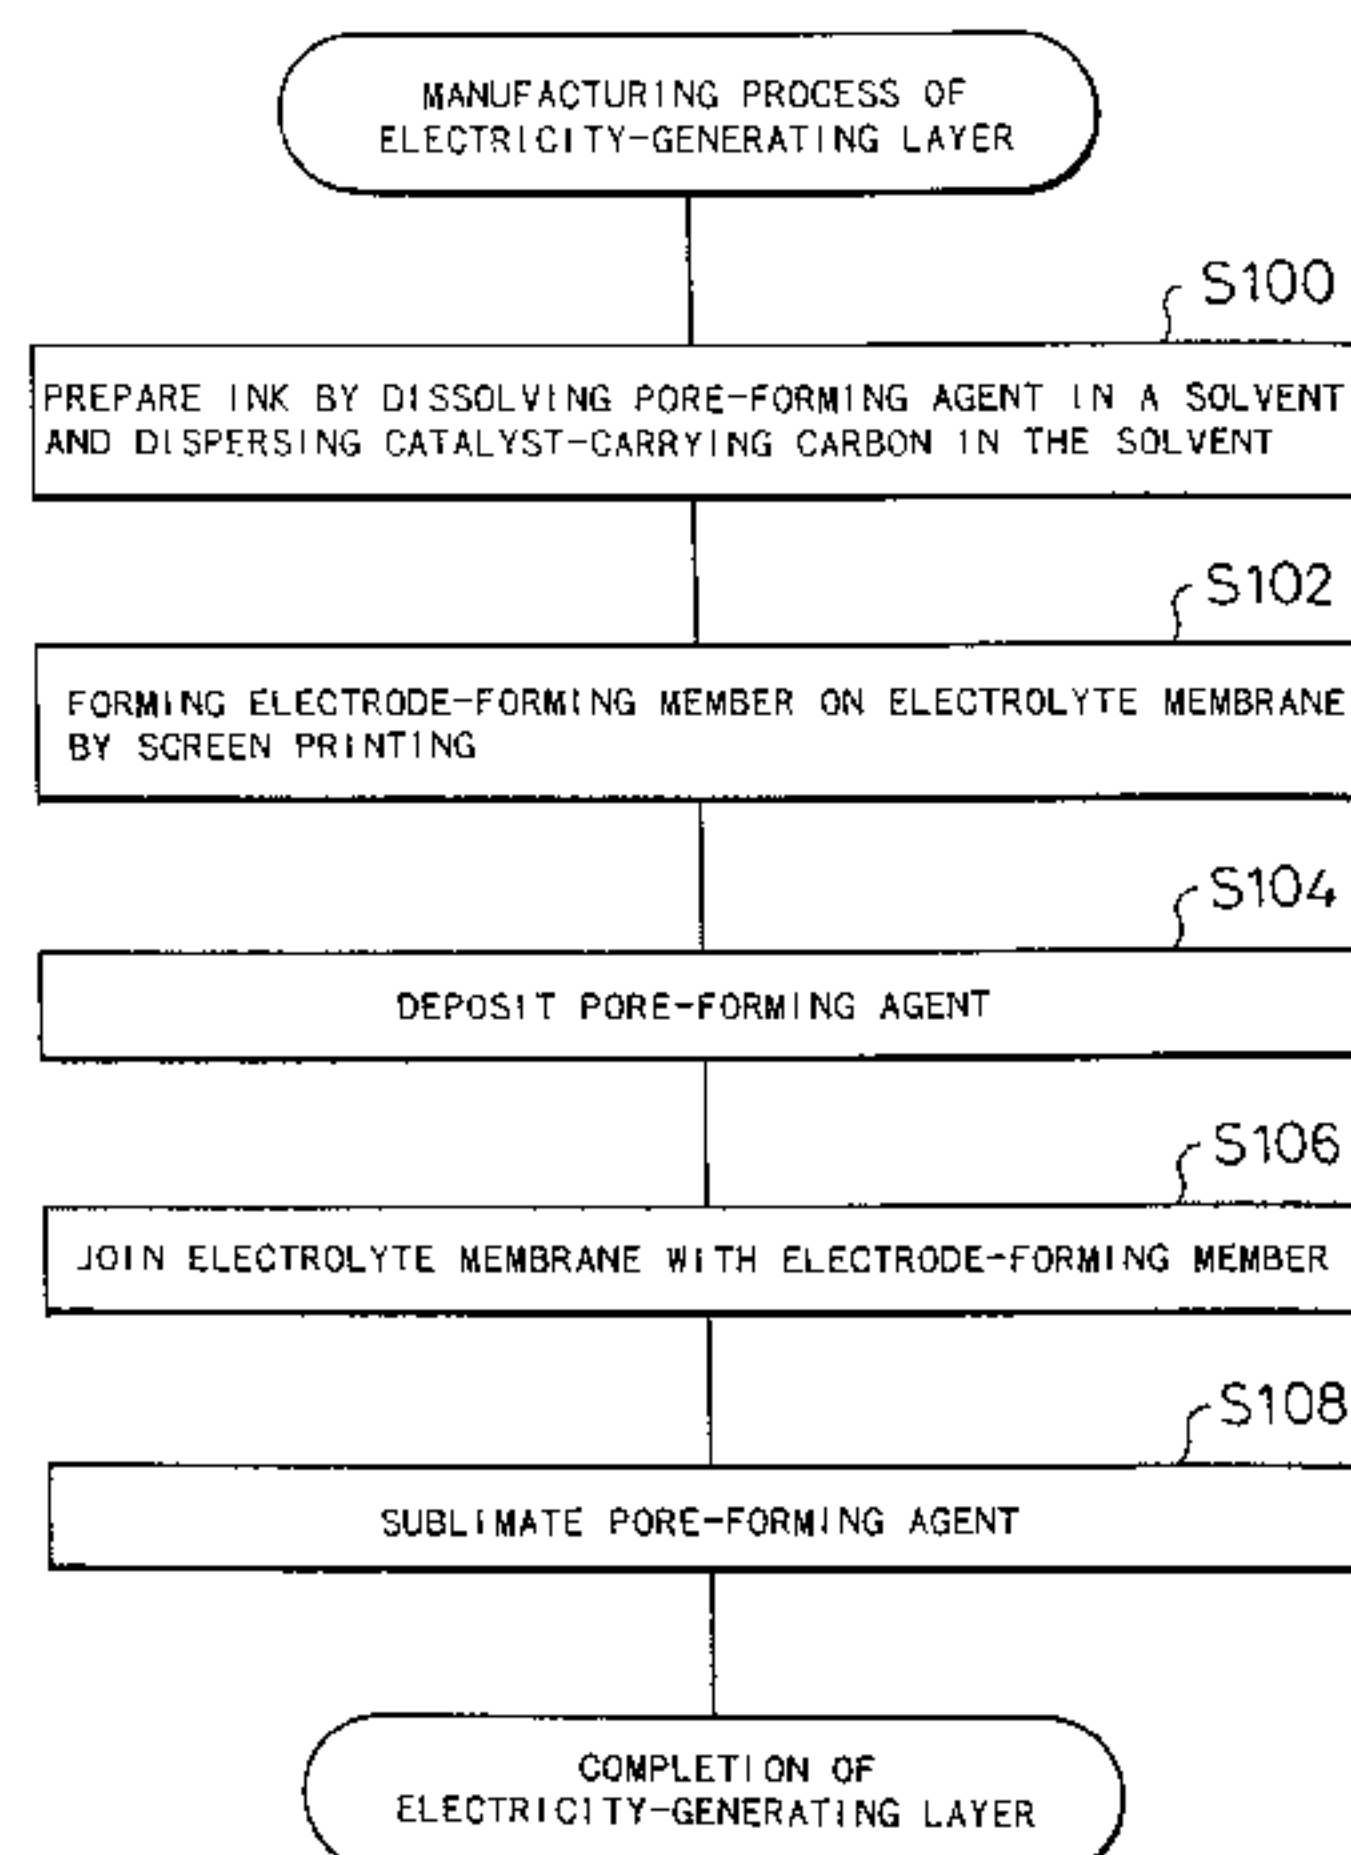 MANUFACTURING PROCESS OF
ELECTRICITY-GENERATING LAYER
S100
PREPARE INK BY DISSOLVING PORE-FORMING AGENT IN A SOLVENT
AND DISPERSING CATALYST-CARRYING CARBON IN THE SOLVENT
S102
FORMING ELECTRODE-FORMING MEMBER ON ELECTROLYTE MEMBRANE
BY SCREEN PRINTING
S104
DEPOSIT PORE-FORMING AGENT
S106
JOIN ELECTROLYTE MEMBRANE WITH ELECTRODE-FORMING MEMBER
S108
SUBLIMATE PORE-FORMING AGENT
COMPLETION OF
ELECTRICITY-GENERATING LAYER